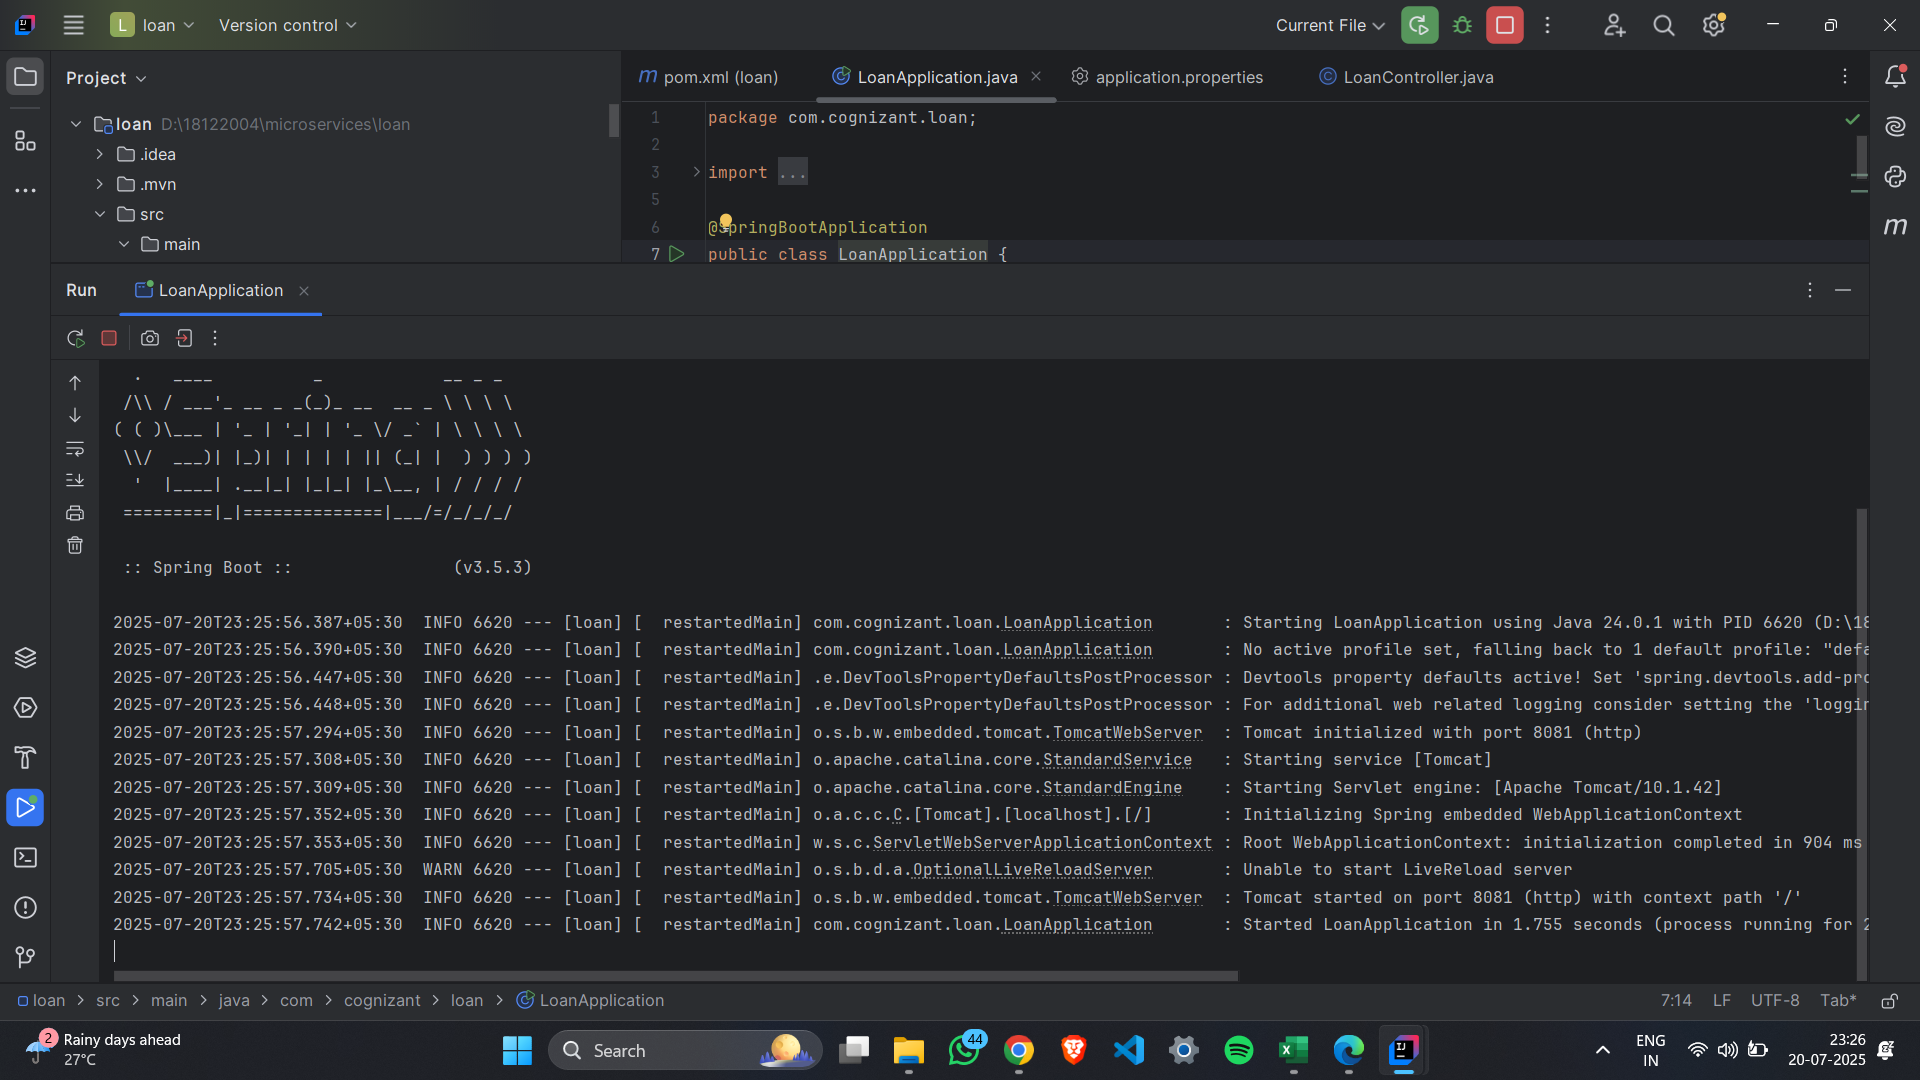 L loan Version control Current File
Project
pom.xml (loan) LoanApplication.java application.properties LoanController.java
loan D:\18122004\microservices\loan
.idea
.mvn
src
main
1 package com.cognizant.loan;
2
3 import ...
5
6 @SpringBootApplication
7 public class LoanApplication {
Run LoanApplication
:: Spring Boot :: (v3.5.3)
2025-07-20T23:25:56.387+05:30 INFO 6620 --- [loan] [ restartedMain] com.cognizant.loan.LoanApplication : Starting LoanApplication using Java 24.0.1 with PID 6620 (D:\18
2025-07-20T23:25:56.390+05:30 INFO 6620 --- [loan] [ restartedMain] com.cognizant.loan.LoanApplication : No active profile set, falling back to 1 default profile: "defa
2025-07-20T23:25:56.447+05:30 INFO 6620 --- [loan] [ restartedMain] .e.DevToolsPropertyDefaultsPostProcessor : Devtools property defaults active! Set 'spring.devtools.add-pro
2025-07-20T23:25:56.448+05:30 INFO 6620 --- [loan] [ restartedMain] .e.DevToolsPropertyDefaultsPostProcessor : For additional web related logging consider setting the 'loggin
2025-07-20T23:25:57.294+05:30 INFO 6620 --- [loan] [ restartedMain] o.s.b.w.embedded.tomcat.TomcatWebServer : Tomcat initialized with port 8081 (http)
2025-07-20T23:25:57.308+05:30 INFO 6620 --- [loan] [ restartedMain] o.apache.catalina.core.StandardService : Starting service [Tomcat]
2025-07-20T23:25:57.309+05:30 INFO 6620 --- [loan] [ restartedMain] o.apache.catalina.core.StandardEngine : Starting Servlet engine: [Apache Tomcat/10.1.42]
2025-07-20T23:25:57.352+05:30 INFO 6620 --- [loan] [ restartedMain] o.a.c.c.C.[Tomcat].[localhost].[/] : Initializing Spring embedded WebApplicationContext
2025-07-20T23:25:57.353+05:30 INFO 6620 --- [loan] [ restartedMain] w.s.c.ServletWebServerApplicationContext : Root WebApplicationContext: initialization completed in 904 ms
2025-07-20T23:25:57.705+05:30 WARN 6620 --- [loan] [ restartedMain] o.s.b.d.a.OptionalLiveReloadServer : Unable to start LiveReload server
2025-07-20T23:25:57.734+05:30 INFO 6620 --- [loan] [ restartedMain] o.s.b.w.embedded.tomcat.TomcatWebServer : Tomcat started on port 8081 (http) with context path '/'
2025-07-20T23:25:57.742+05:30 INFO 6620 --- [loan] [ restartedMain] com.cognizant.loan.LoanApplication : Started LoanApplication in 1.755 seconds (process running for 2
loan > src > main > java > com > cognizant > loan > LoanApplication 7:14 LF UTF-8 Tab*
2 Rainy days ahead
27°C
Search
44
ENG
IN
23:26
20-07-2025